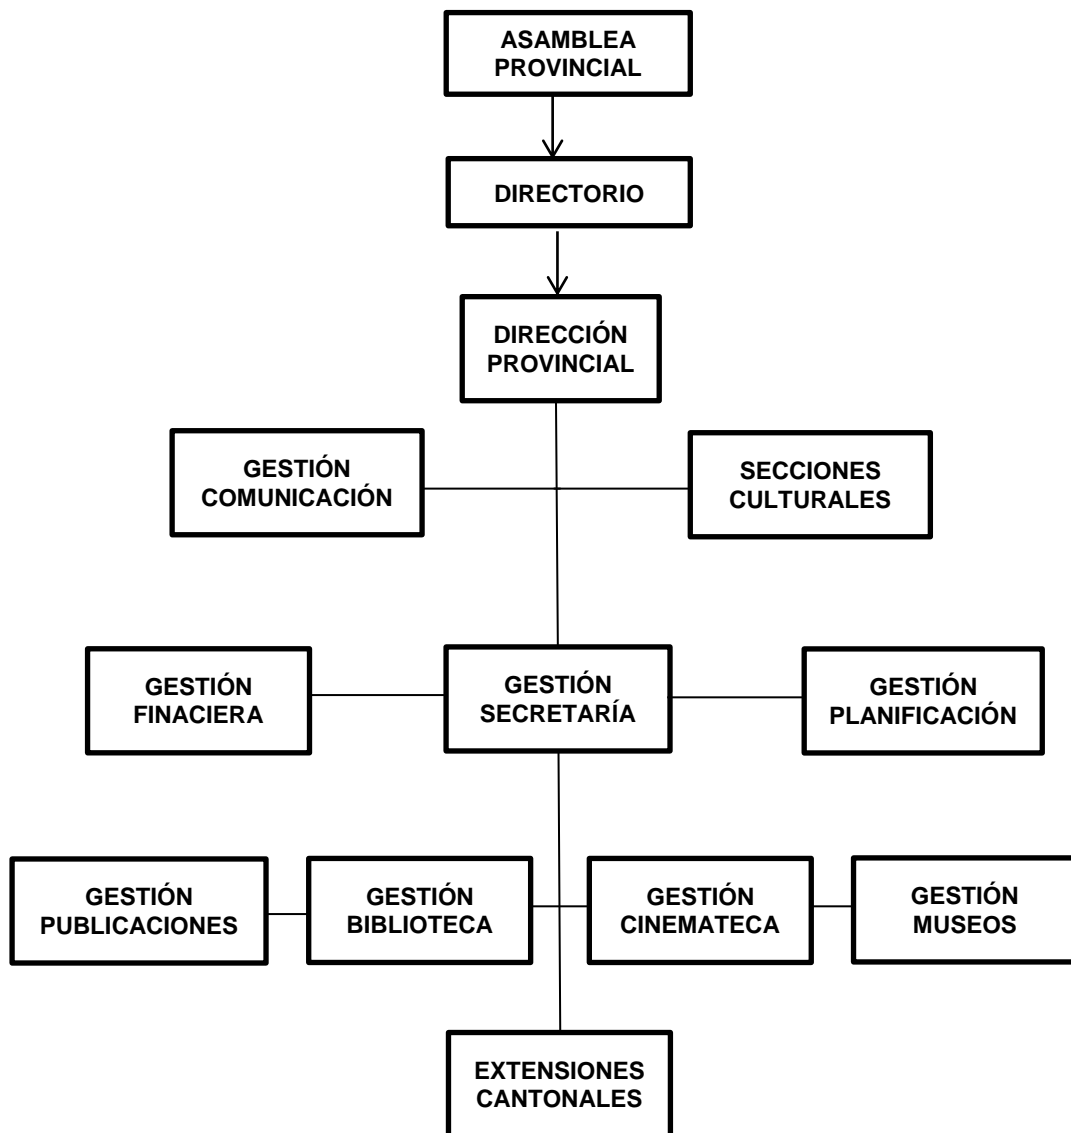 ASAMBLEA
PROVINCIAL
DIRECTORIO
DIRECCIÓN
PROVINCIAL
GESTIÓN
COMUNICACIÓN
SECCIONES
CULTURALES
GESTIÓN
FINACIERA
GESTIÓN
SECRETARÍA
GESTIÓN
PLANIFICACIÓN
GESTIÓN
PUBLICACIONES
GESTIÓN
BIBLIOTECA
GESTIÓN
CINEMATECA
GESTIÓN
MUSEOS
EXTENSIONES
CANTONALES